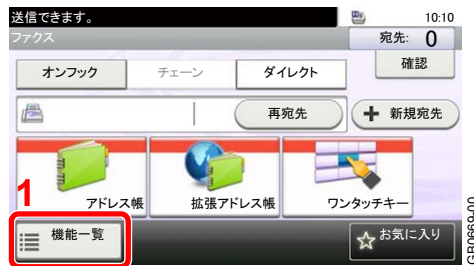 送信できます。
10:10
ファクス
宛先: 0
オンフック
チェーン
ダイレクト
確認
再宛先
新規宛先
アドレス帳
拡張アドレス帳
ワンタッチキー
1
機能一覧
お気に入り
GB0669-00